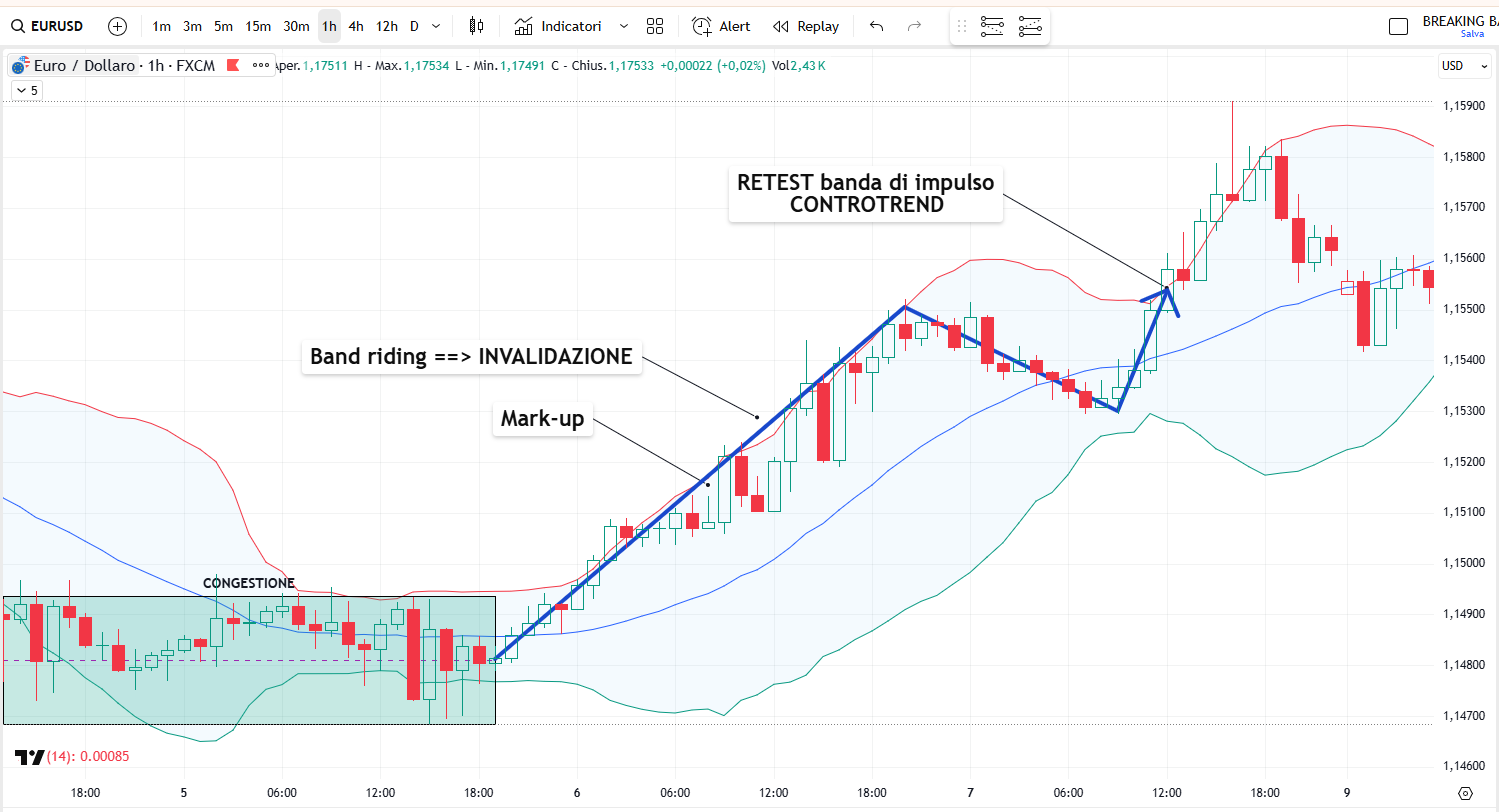 EURUSD 1m 3m 5m 15m 30m 1h 4h 12h D Indicatori Alert Replay BREAKING BA
Salva
Euro / Dollaro · 1h · FXCM Aper.1,17511 H - Max.1,17534 L - Min.1,17491 C - Chius.1,17533 +0,00022 (+0,02%) Vol2,43 K USD
5
1,15900
1,15800
RETEST banda di impulso
CONTROTREND
1,15700
1,15600
1,15500
Band riding ==> INVALIDAZIONE
1,15400
Mark-up
1,15300
1,15200
1,15100
1,15000
CONGESTIONE
1,14900
1,14800
1,14700
(14): 0.00085
1,14600
18:00 5 06:00 12:00 18:00 6 06:00 12:00 18:00 7 06:00 12:00 18:00 9